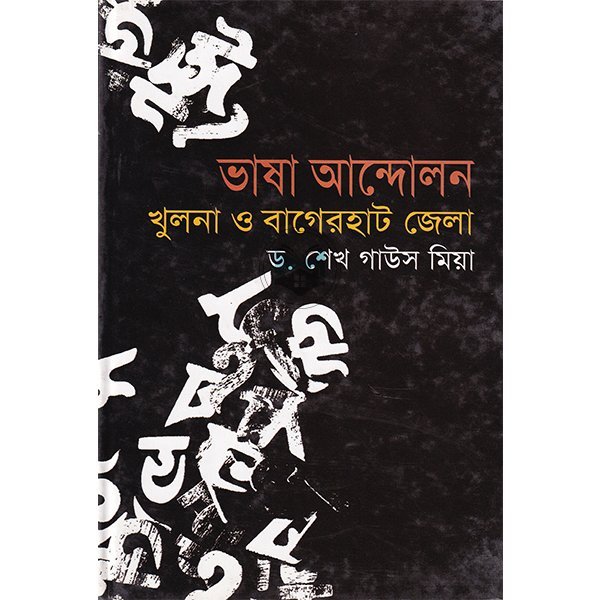 ভাষা আন্দোলন
খুলনা ও বাগেরহাট জেলা
ড. শেখ গাউস মিয়া